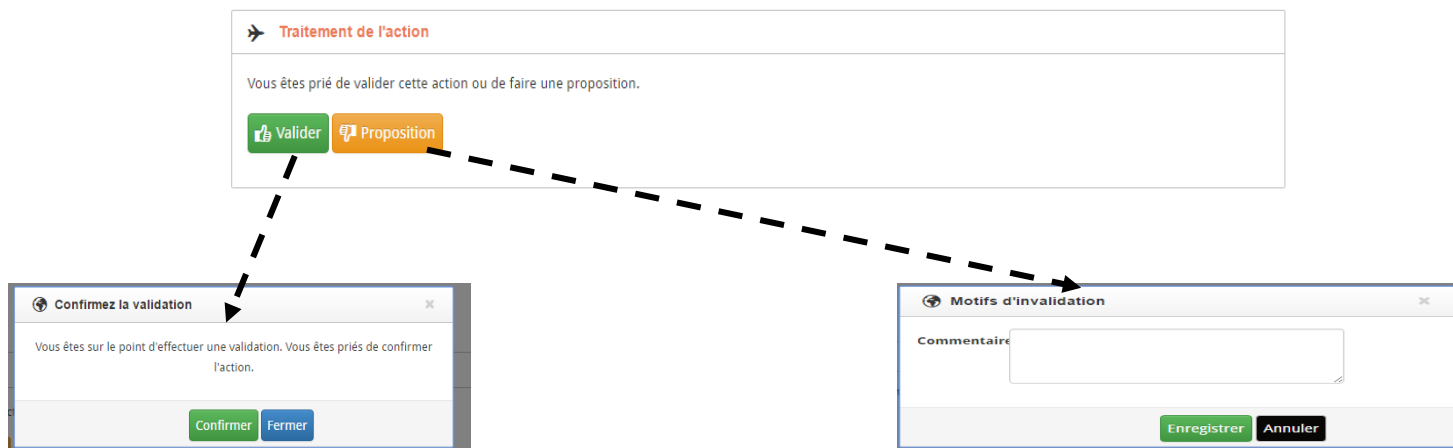 Traitement de l'action
Vous êtes prié de valider cette action ou de faire une proposition.
Valider Proposition
Confirmez la validation
Vous êtes sur le point d'effectuer une validation. Vous êtes priés de confirmer
l'action.
Confirmer Fermer
Motifs d'invalidation
Commentaire
Enregistrer Annuler